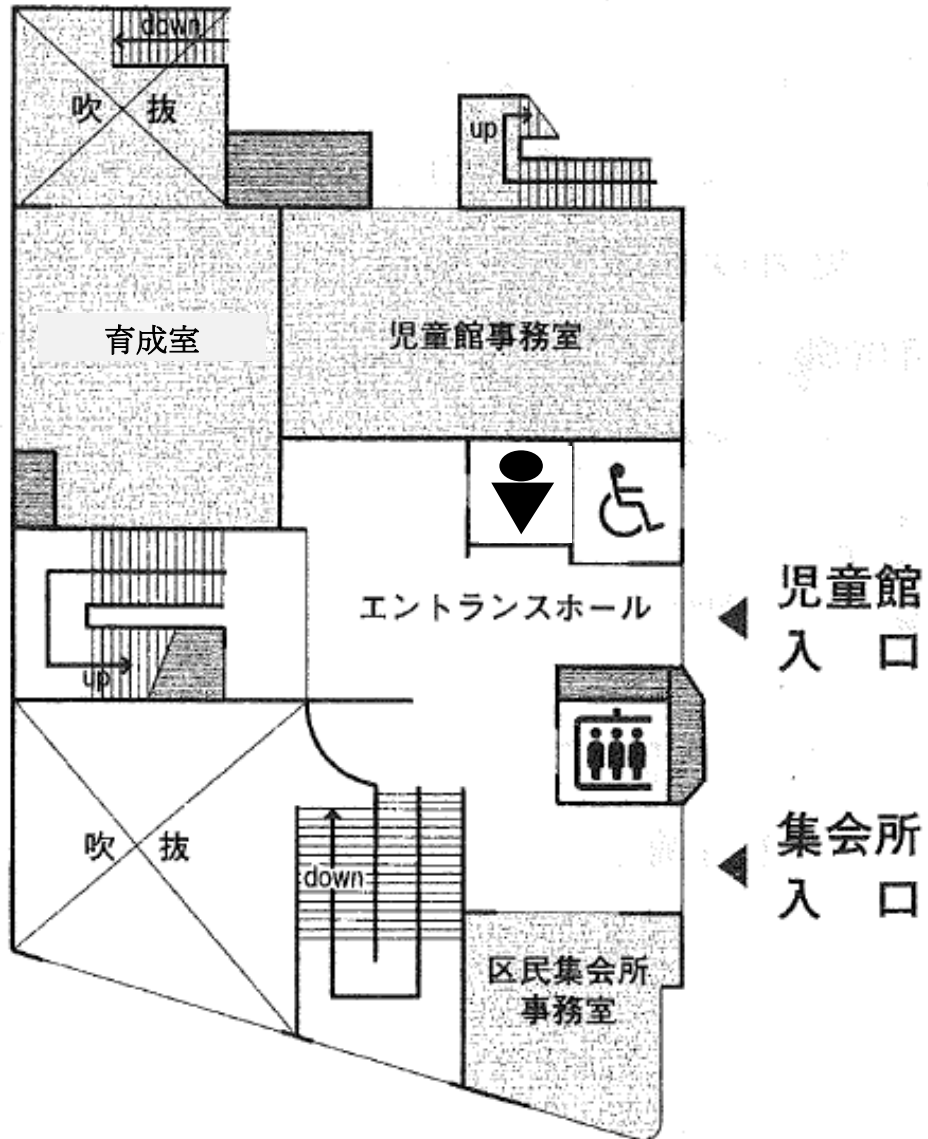 down
吹 抜
up
育成室
児童館事務室
エントランスホール
児童館
入 口
up
吹 抜
down
集会所
入 口
区民集会所
事務室